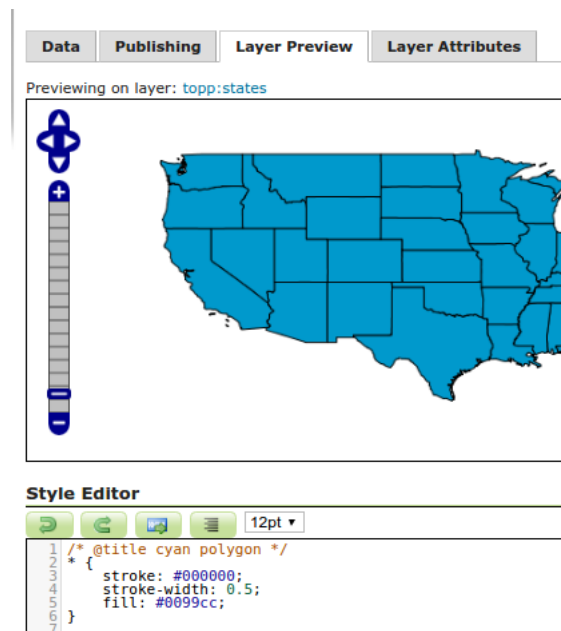 Data Publishing Layer Preview Layer Attributes
Previewing on layer: topp:states
Style Editor
12pt
1 /* @title cyan polygon */
2 * {
3 stroke: #000000;
4 stroke-width: 0.5;
5 fill: #0099cc;
6 }
7